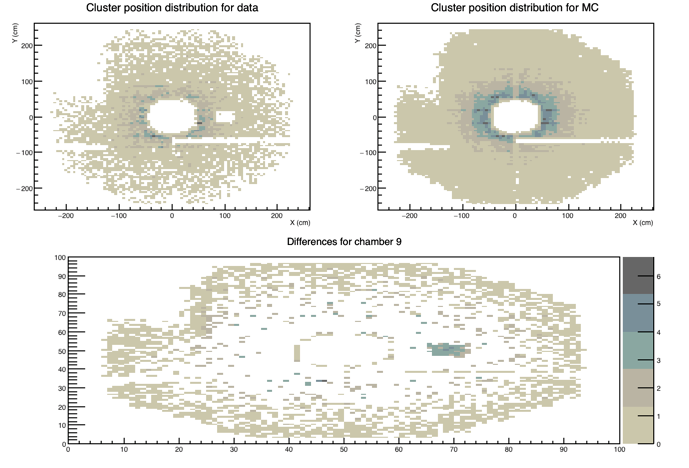 Cluster position distribution for data
Y (cm)
200
100
0
−100
−200
−200 −100 0 100 200
X (cm)
Cluster position distribution for MC
Y (cm)
200
100
0
−100
−200
−200 −100 0 100 200
X (cm)
Differences for chamber 9
100
90
80
70
60
50
40
30
20
10
0
0 10 20 30 40 50 60 70 80 90 100
6
5
4
3
2
1
0